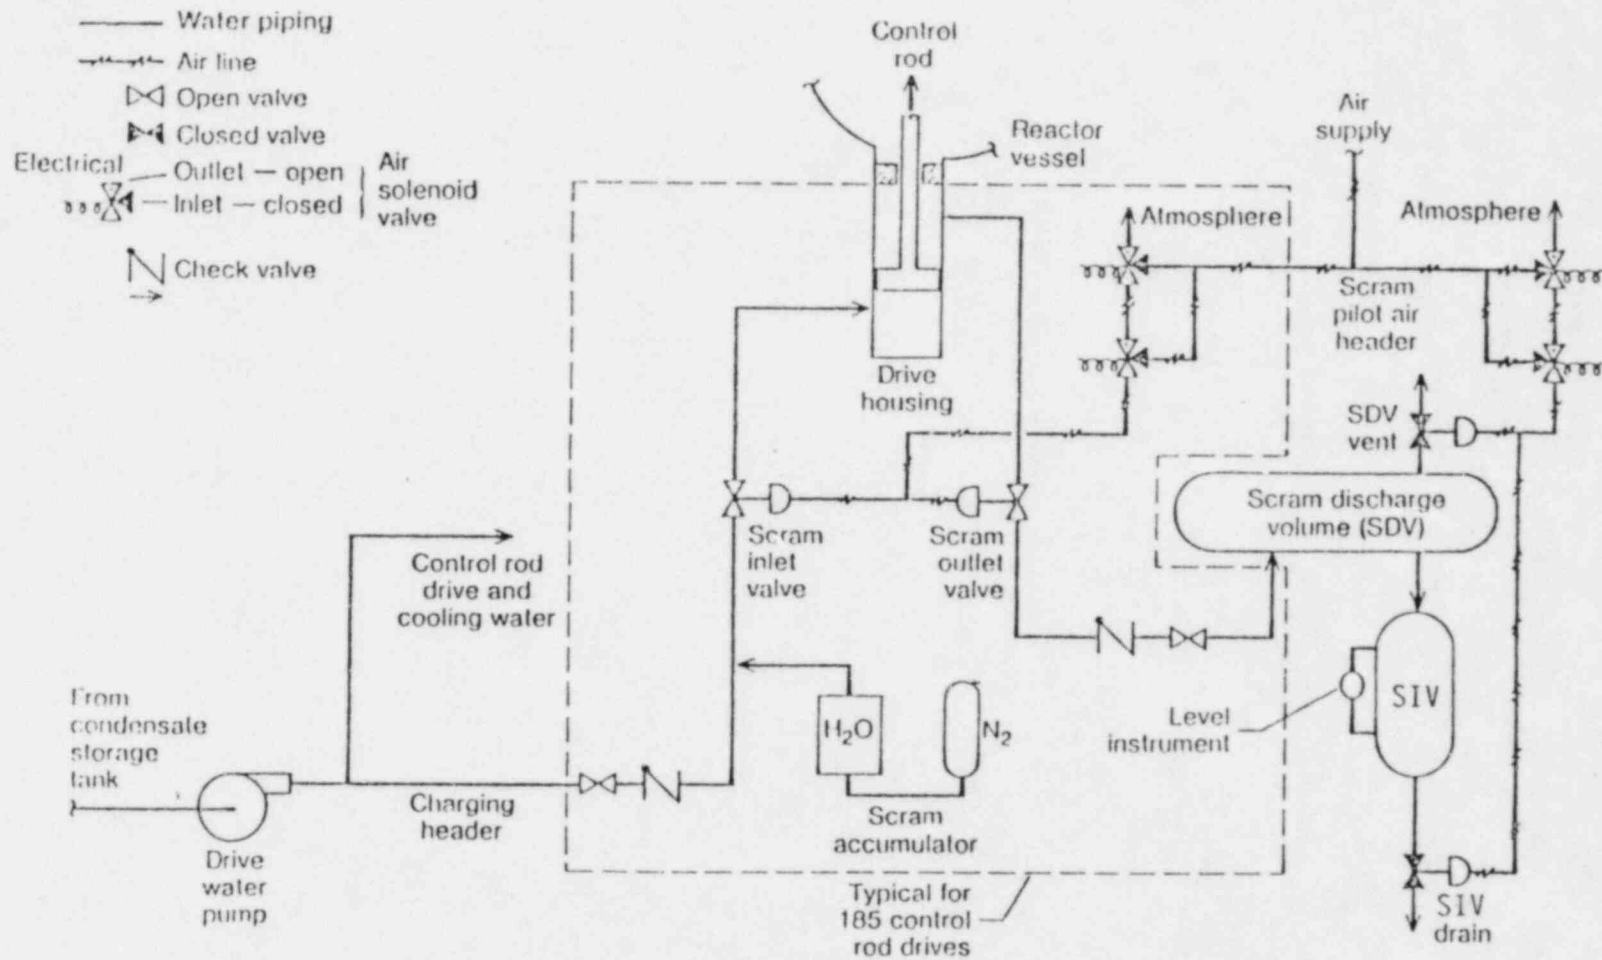 Water piping
Air line
Open valve
Closed valve
Electrical
Outlet — open
Inlet — closed
Air
solenoid
valve
Check valve
Control
rod
Reactor
vessel
Air
supply
Atmosphere
Atmosphere
Scram
pilot air
header
Drive
housing
SDV
vent
Scram discharge
volume (SDV)
Scram
inlet
valve
Scram
outlet
valve
Control rod
drive and
cooling water
From
condensate
storage
tank
H2O
N2
SIV
Level
instrument
Charging
header
Scram
accumulator
Drive
water
pump
Typical for
185 control
rod drives
SIV
drain